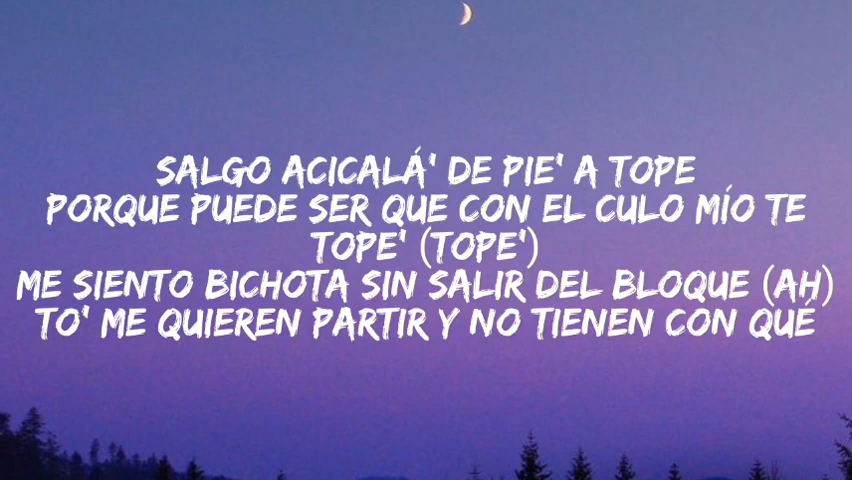 SALGO ACICALÁ' DE PIE' A TOPE
PORQUE PUEDE SER QUE CON EL CULO MÍO TE
TOPE' (TOPE')
ME SIENTO BICHOTA SIN SALIR DEL BLOQUE (AH)
TO' ME QUIEREN PARTIR Y NO TIENEN CON QUÉ